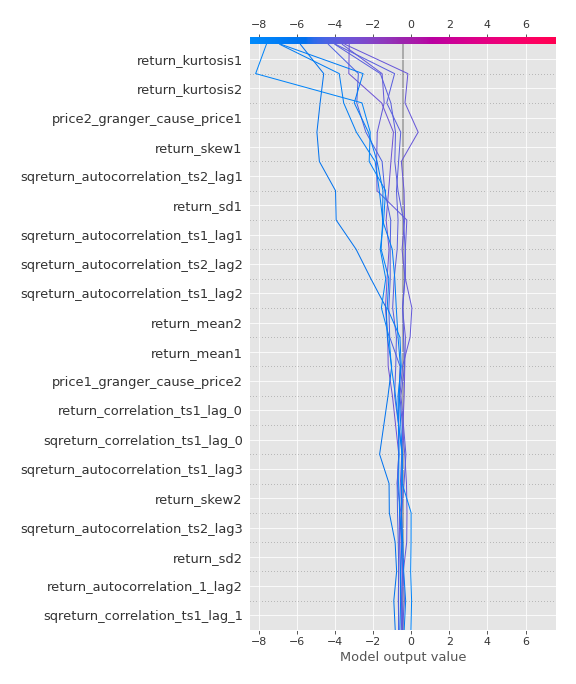 −8 −6 −4 −2 0 2 4 6
return_kurtosis1
return_kurtosis2
price2_granger_cause_price1
return_skew1
sqreturn_autocorrelation_ts2_lag1
return_sd1
sqreturn_autocorrelation_ts1_lag1
sqreturn_autocorrelation_ts2_lag2
sqreturn_autocorrelation_ts1_lag2
return_mean2
return_mean1
price1_granger_cause_price2
return_correlation_ts1_lag_0
sqreturn_correlation_ts1_lag_0
sqreturn_autocorrelation_ts1_lag3
return_skew2
sqreturn_autocorrelation_ts2_lag3
return_sd2
return_autocorrelation_1_lag2
sqreturn_correlation_ts1_lag_1
−8 −6 −4 −2 0 2 4 6
Model output value